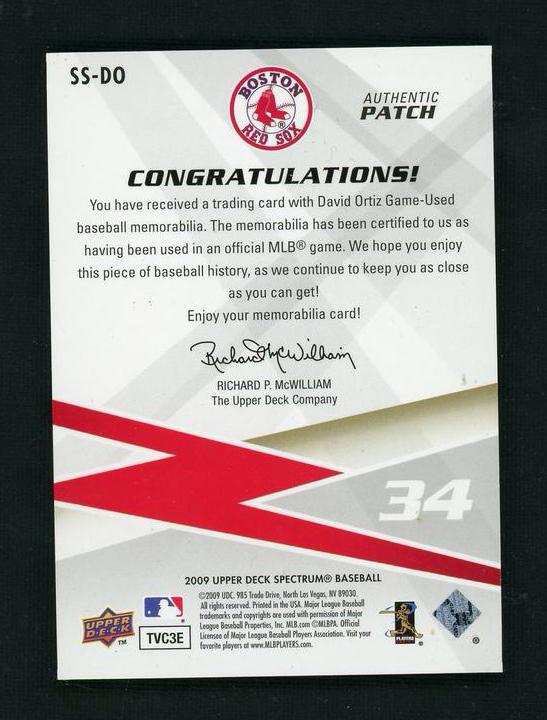 SS-DO
BOSTON
RED SOX
®
AUTHENTIC
PATCH
CONGRATULATIONS!
You have received a trading card with David Ortiz Game-Used
baseball memorabilia. The memorabilia has been certified to us as
having been used in an official MLB® game. We hope you enjoy
this piece of baseball history, as we continue to keep you as close
as you can get!
Enjoy your memorabilia card!
Richard McWilliam
RICHARD P. McWILLIAM
The Upper Deck Company
34
2009 UPPER DECK SPECTRUM® BASEBALL
©2009 UDC. 985 Trade Drive, North Las Vegas, NV 89030.
All rights reserved. Printed in the USA. Major League Baseball
trademarks and copyrights are used with permission of Major
League Baseball Properties, Inc. MLB.com ©MLBPA. Official
Licensee of Major League Baseball Players Association. Visit your
favorite players at www.MLBPLAYERS.com.
UPPER
DECK
TM
TVC3E
PLAYERS
®